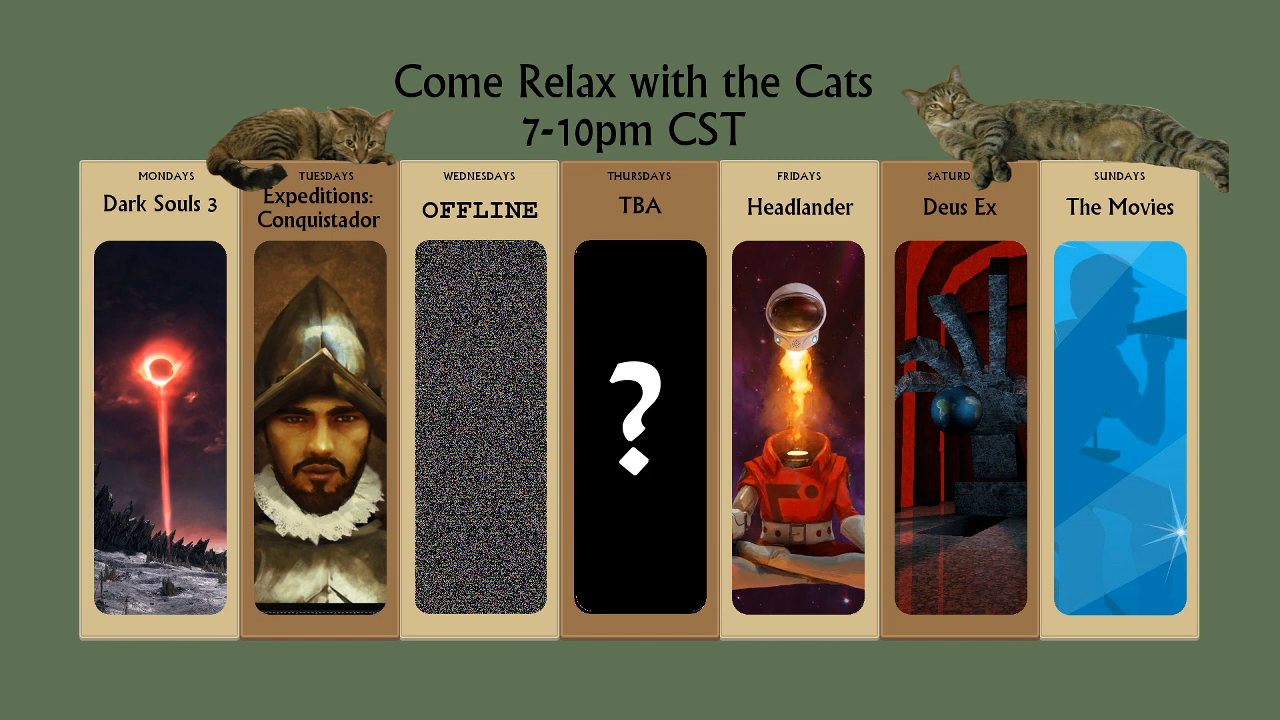 Come Relax with the Cats
7-10pm CST
MONDAYS
Dark Souls 3
TUESDAYS
Expeditions:
Conquistador
WEDNESDAYS
OFFLINE
THURSDAYS
TBA
?
FRIDAYS
Headlander
SATURD
Deus Ex
SUNDAYS
The Movies